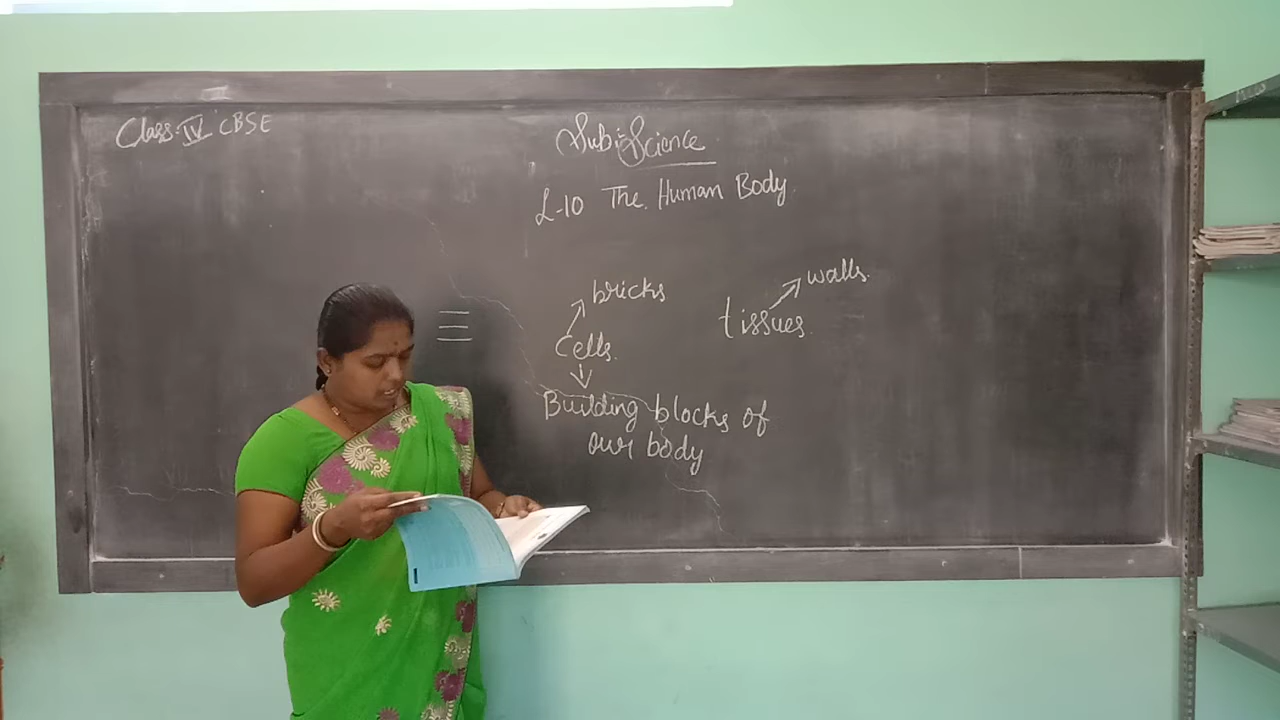 Class: IV CBSE
Sub:- Science
L-10 The Human Body
bricks
walls.
tissues.
Cells.
Building blocks of
our body